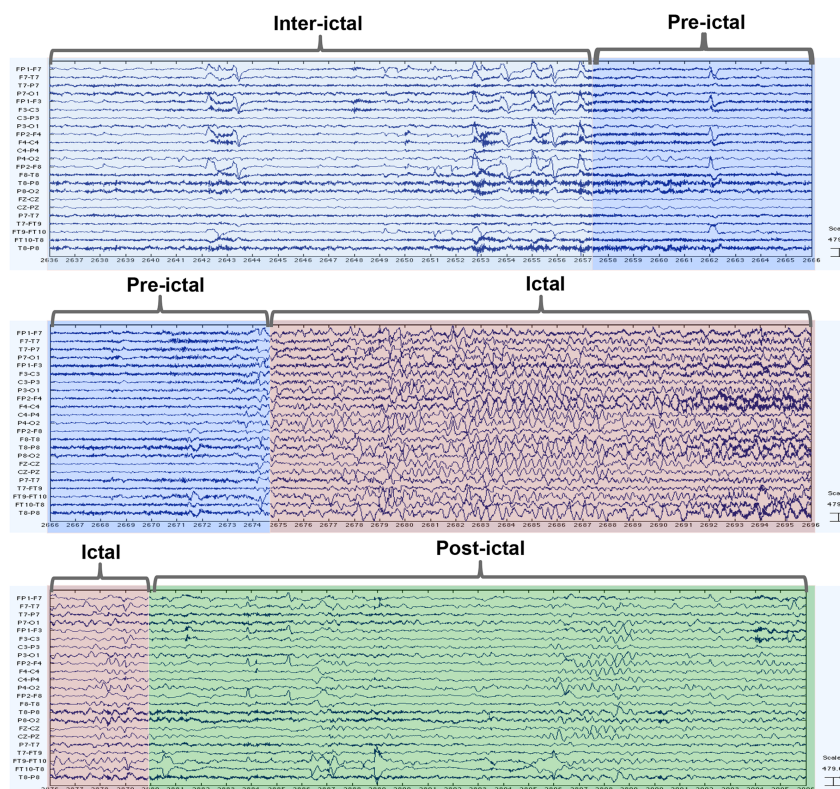 Inter-ictal Pre-ictal
FP1-F7
F7-T7
T7-P7
P7-O1
FP1-F3
F3-C3
C3-P3
P3-O1
FP2-F4
F4-C4
C4-P4
P4-O2
FP2-F8
F8-T8
T8-P8
P8-O2
FZ-CZ
CZ-PZ
P7-T7
T7-FT9
FT9-FT10
FT10-T8
T8-P8
Sca
479
2636 2638 2639 2640 2641 2642 2643 2644 2645 2646 2647 2648 2649 2650 2651 2652 2653 2654 2655 2656 2657 2658 2659 2660 2661 2662 2663 2664 2665 2666
Pre-ictal Ictal
FP1-F7
F7-T7
T7-P7
P7-O1
FP1-F3
F3-C3
C3-P3
P3-O1
FP2-F4
F4-C4
C4-P4
P4-O2
FP2-F8
F8-T8
T8-P8
P8-O2
FZ-CZ
CZ-PZ
P7-T7
T7-FT9
FT9-FT10
FT10-T8
T8-P8
Sca
479
2666 2667 2668 2669 2670 2671 2672 2673 2674 2675 2676 2677 2678 2679 2680 2681 2682 2683 2684 2685 2686 2687 2688 2689 2690 2691 2692 2693 2694 2695 2696
Ictal Post-ictal
FP1-F7
F7-T7
T7-P7
P7-O1
FP1-F3
F3-C3
C3-P3
P3-O1
FP2-F4
F4-C4
C4-P4
P4-O2
FP2-F8
F8-T8
T8-P8
P8-O2
FZ-CZ
CZ-PZ
P7-T7
T7-FT9
FT9-FT10
FT10-T8
T8-P8
Scale